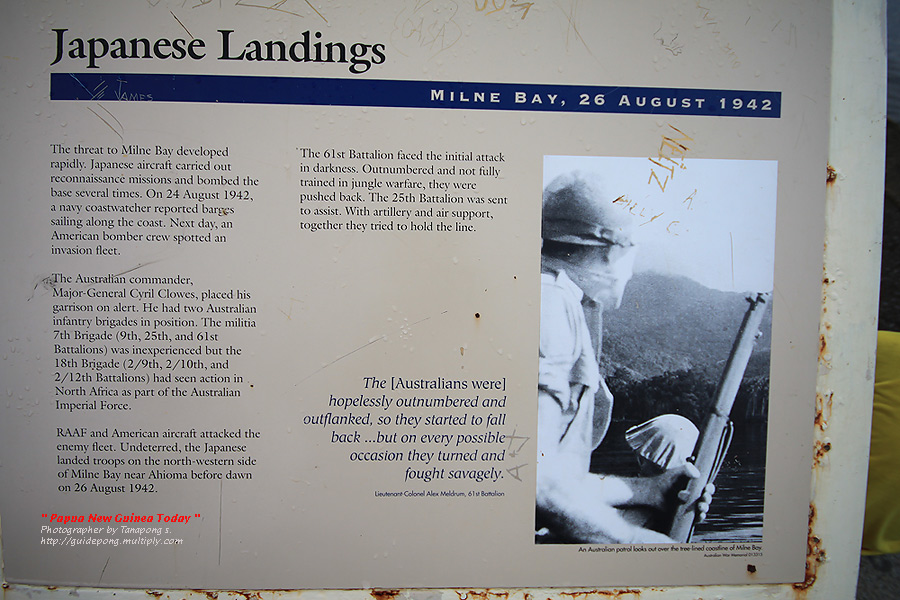 Japanese Landings
MILNE BAY, 26 AUGUST 1942
JAMES
The threat to Milne Bay developed
rapidly. Japanese aircraft carried out
reconnaissance missions and bombed the
base several times. On 24 August 1942,
a navy coastwatcher reported barges
sailing along the coast. Next day, an
American bomber crew spotted an
invasion fleet.
The Australian commander,
Major-General Cyril Clowes, placed his
garrison on alert. He had two Australian
infantry brigades in position. The militia
7th Brigade (9th, 25th, and 61st
Battalions) was inexperienced but the
18th Brigade (2/9th, 2/10th, and
2/12th Battalions) had seen action in
North Africa as part of the Australian
Imperial Force.
RAAF and American aircraft attacked the
enemy fleet. Undeterred, the Japanese
landed troops on the north-western side
of Milne Bay near Ahioma before dawn
on 26 August 1942.
The 61st Battalion faced the initial attack
in darkness. Outnumbered and not fully
trained in jungle warfare, they were
pushed back. The 25th Battalion was sent
to assist. With artillery and air support,
together they tried to hold the line.
The [Australians were]
hopelessly outnumbered and
outflanked, so they started to fall
back ...but on every possible
occasion they turned and
fought savagely.
Lieutenant-Colonel Alex Meldrum, 61st Battalion
An Australian patrol looks out over the tree-lined coastline of Milne Bay.
Australian War Memorial
" Papua New Guinea Today "
Photographer by Tanapong s.
http://guidepong.multiply.com